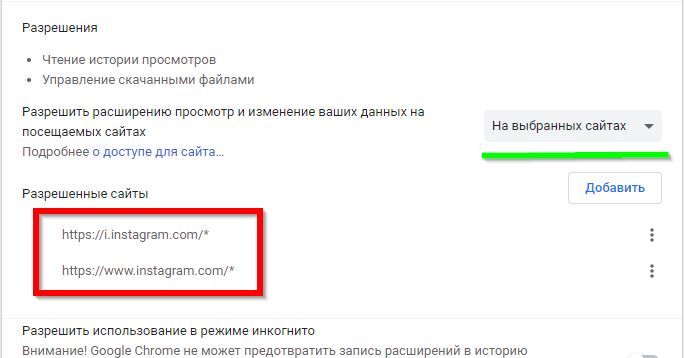 Разрешения
Чтение истории просмотров
Управление скачанными файлами
Разрешить расширению просмотр и изменение ваших данных на
посещаемых сайтах
На выбранных сайтах
Подробнее о доступе для сайта…
Разрешенные сайты
Добавить
https://i.instagram.com/*
https://www.instagram.com/*
Разрешить использование в режиме инкогнито
Внимание! Google Chrome не может предотвратить запись расширений в историю